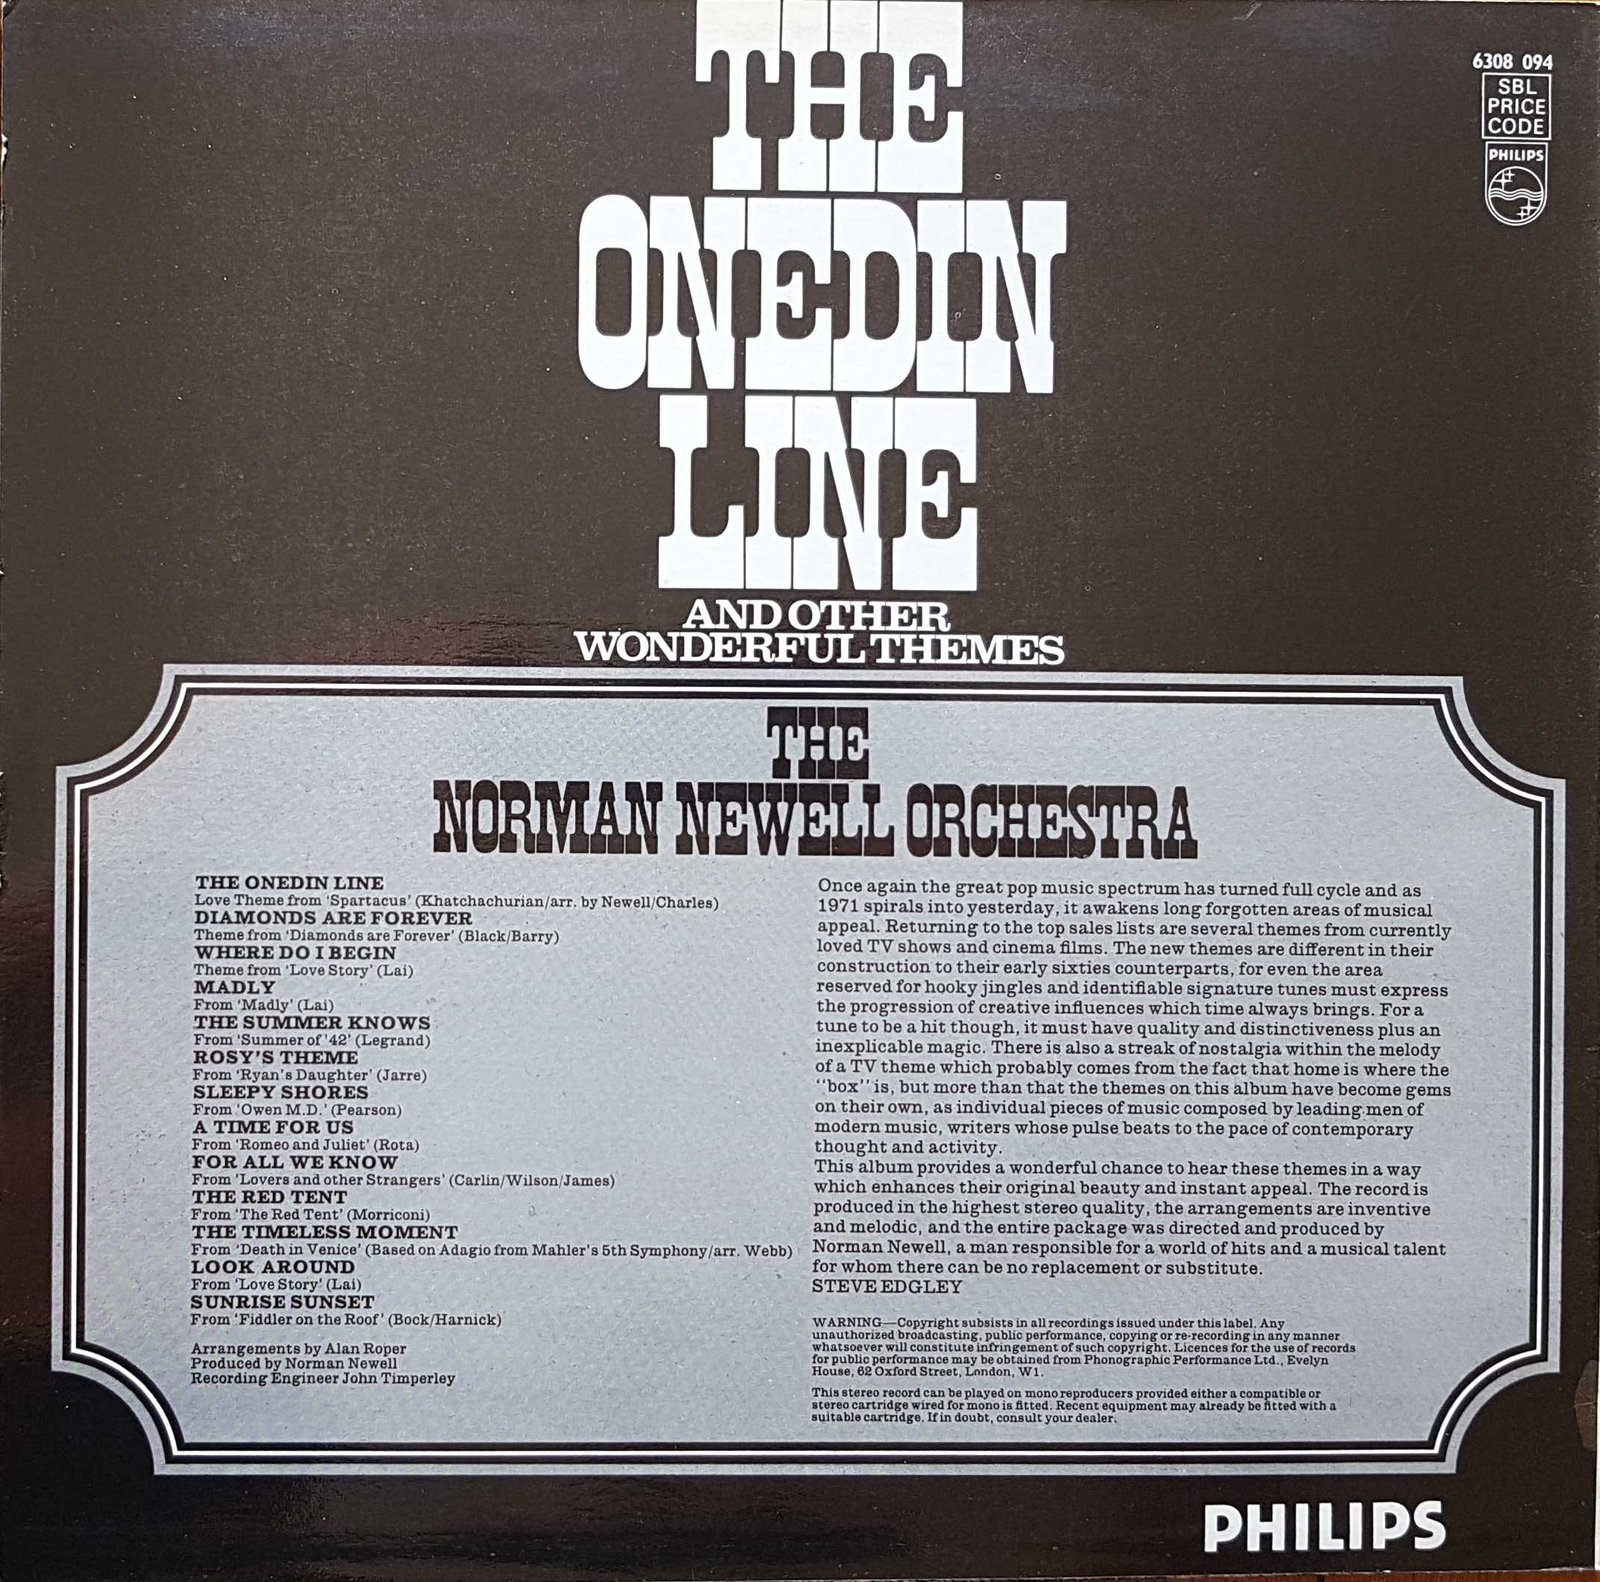 THE
ONEDIN
LINE
AND OTHER
WONDERFUL THEMES
6308 094
SBL
PRICE
CODE
PHILIPS
THE
NORMAN NEWELL ORCHESTRA
THE ONEDIN LINE
Love Theme from 'Spartacus' (Khatchachurian/arr. by Newell/Charles)
DIAMONDS ARE FOREVER
Theme from 'Diamonds are Forever' (Black/Barry)
WHERE DO I BEGIN
Theme from 'Love Story' (Lai)
MADLY
From 'Madly' (Lai)
THE SUMMER KNOWS
From 'Summer of '42' (Legrand)
ROSY'S THEME
From 'Ryan's Daughter' (Jarre)
SLEEPY SHORES
From 'Owen M.D.' (Pearson)
A TIME FOR US
From 'Romeo and Juliet' (Rota)
FOR ALL WE KNOW
From 'Lovers and other Strangers' (Carlin/Wilson/James)
THE RED TENT
From 'The Red Tent' (Morriconi)
THE TIMELESS MOMENT
From 'Death in Venice' (Based on Adagio from Mahler's 5th Symphony/arr. Webb)
LOOK AROUND
From 'Love Story' (Lai)
SUNRISE SUNSET
From 'Fiddler on the Roof' (Bock/Harnick)
Arrangements by Alan Roper
Produced by Norman Newell
Recording Engineer John Timperley
Once again the great pop music spectrum has turned full cycle and as
1971 spirals into yesterday, it awakens long forgotten areas of musical
appeal. Returning to the top sales lists are several themes from currently
loved TV shows and cinema films. The new themes are different in their
construction to their early sixties counterparts, for even the area
reserved for hooky jingles and identifiable signature tunes must express
the progression of creative influences which time always brings. For a
tune to be a hit though, it must have quality and distinctiveness plus an
inexplicable magic. There is also a streak of nostalgia within the melody
of a TV theme which probably comes from the fact that home is where the
"box" is, but more than that the themes on this album have become gems
on their own, as individual pieces of music composed by leading men of
modern music, writers whose pulse beats to the pace of contemporary
thought and activity.
This album provides a wonderful chance to hear these themes in a way
which enhances their original beauty and instant appeal. The record is
produced in the highest stereo quality, the arrangements are inventive
and melodic, and the entire package was directed and produced by
Norman Newell, a man responsible for a world of hits and a musical talent
for whom there can be no replacement or substitute.
STEVE EDGLEY
WARNING—Copyright subsists in all recordings issued under this label. Any
unauthorized broadcasting, public performance, copying or re-recording in any manner
whatsoever will constitute infringement of such copyright. Licences for the use of records
for public performance may be obtained from Phonographic Performance Ltd., Evelyn
House, 62 Oxford Street, London, W1.
This stereo record can be played on mono reproducers provided either a compatible or
stereo cartridge wired for mono is fitted. Recent equipment may already be fitted with a
suitable cartridge. If in doubt, consult your dealer.
PHILIPS